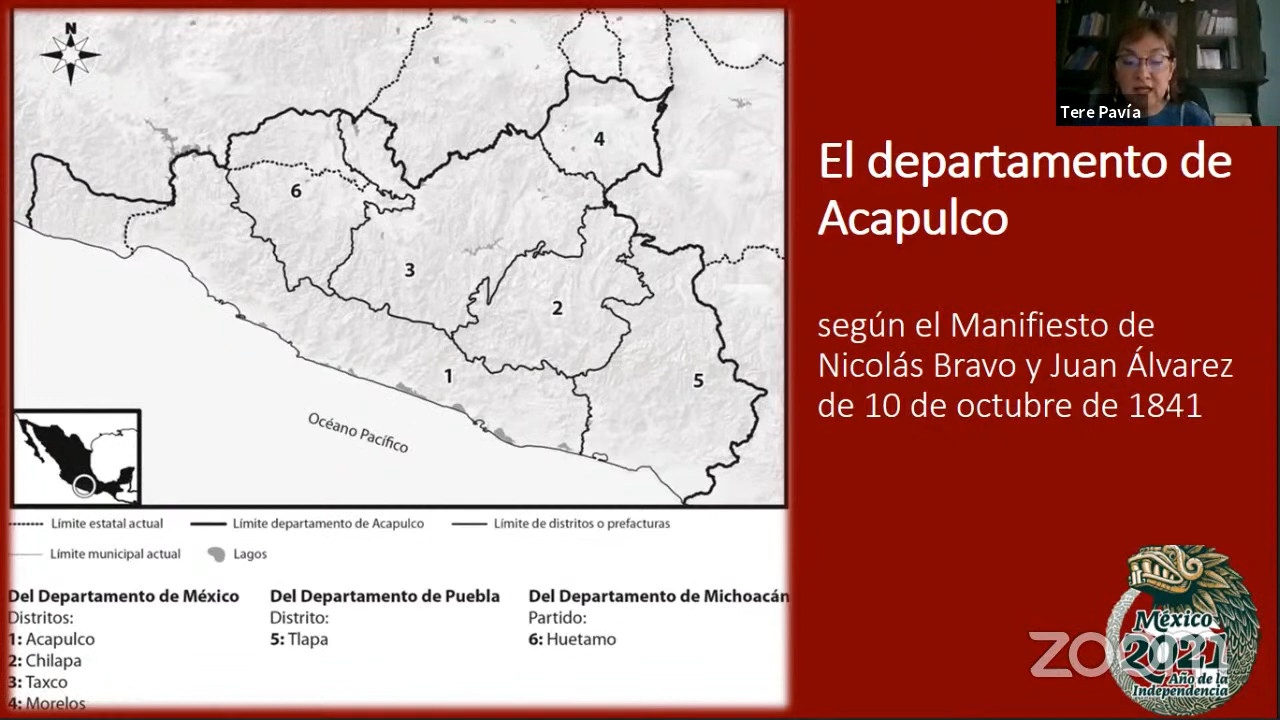 N
4
6
3
2
1
5
Océano Pacífico
Límite estatal actual
Límite departamento de Acapulco
Límite de distritos o prefacturas
Límite municipal actual
Lagos
Del Departamento de México
Distritos:
1: Acapulco
2: Chilapa
3: Taxco
4: Morelos
Del Departamento de Puebla
Distrito:
5: Tlapa
Del Departamento de Michoacán
Partido:
6: Huetamo
Tere Pavía
El departamento de
Acapulco
según el Manifiesto de
Nicolás Bravo y Juan Álvarez
de 10 de octubre de 1841
México
2021
Año de la
Independencia
zoom